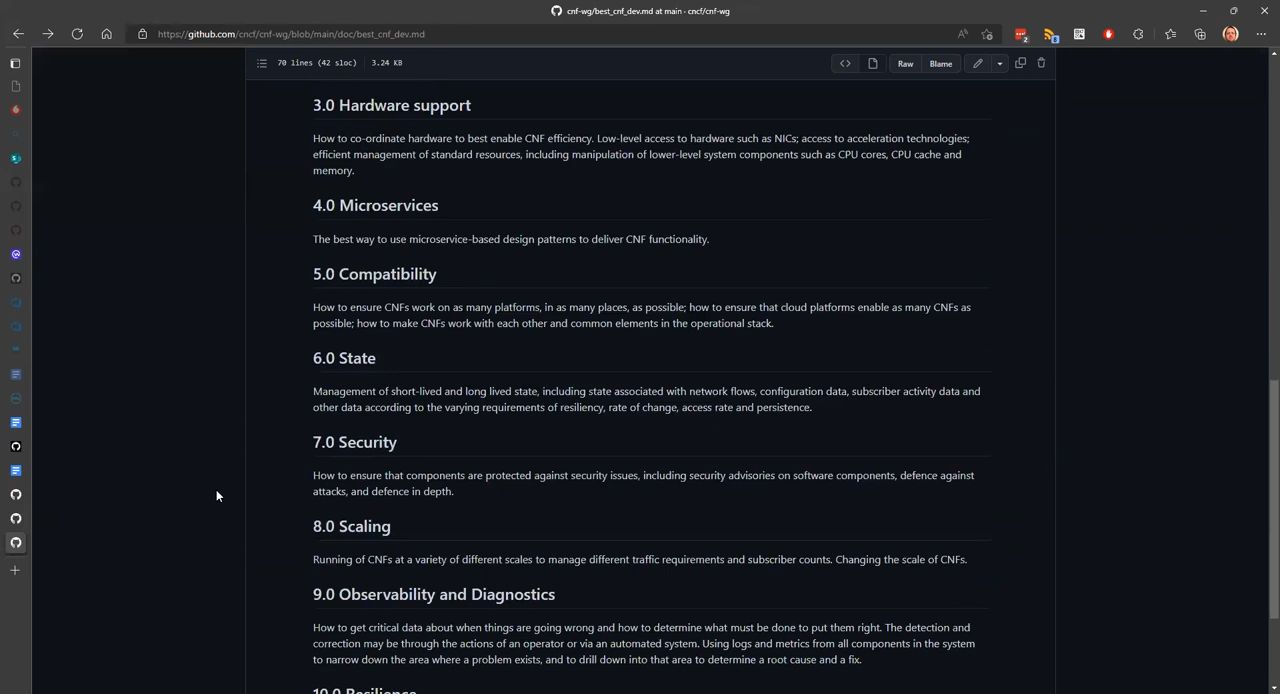 cnf-wg/best_cnf_dev.md at main · cncf/cnf-wg
https://github.com/cncf/cnf-wg/blob/main/doc/best_cnf_dev.md
2
8
70 lines (42 sloc) 3.24 KB
Raw Blame
3.0 Hardware support
How to co-ordinate hardware to best enable CNF efficiency. Low-level access to hardware such as NICs; access to acceleration technologies;
efficient management of standard resources, including manipulation of lower-level system components such as CPU cores, CPU cache and
memory.
4.0 Microservices
The best way to use microservice-based design patterns to deliver CNF functionality.
5.0 Compatibility
How to ensure CNFs work on as many platforms, in as many places, as possible; how to ensure that cloud platforms enable as many CNFs as
possible; how to make CNFs work with each other and common elements in the operational stack.
6.0 State
Management of short-lived and long lived state, including state associated with network flows, configuration data, subscriber activity data and
other data according to the varying requirements of resiliency, rate of change, access rate and persistence.
7.0 Security
How to ensure that components are protected against security issues, including security advisories on software components, defence against
attacks, and defence in depth.
8.0 Scaling
Running of CNFs at a variety of different scales to manage different traffic requirements and subscriber counts. Changing the scale of CNFs.
9.0 Observability and Diagnostics
How to get critical data about when things are going wrong and how to determine what must be done to put them right. The detection and
correction may be through the actions of an operator or via an automated system. Using logs and metrics from all components in the system
to narrow down the area where a problem exists, and to drill down into that area to determine a root cause and a fix.
10.0 Resilience